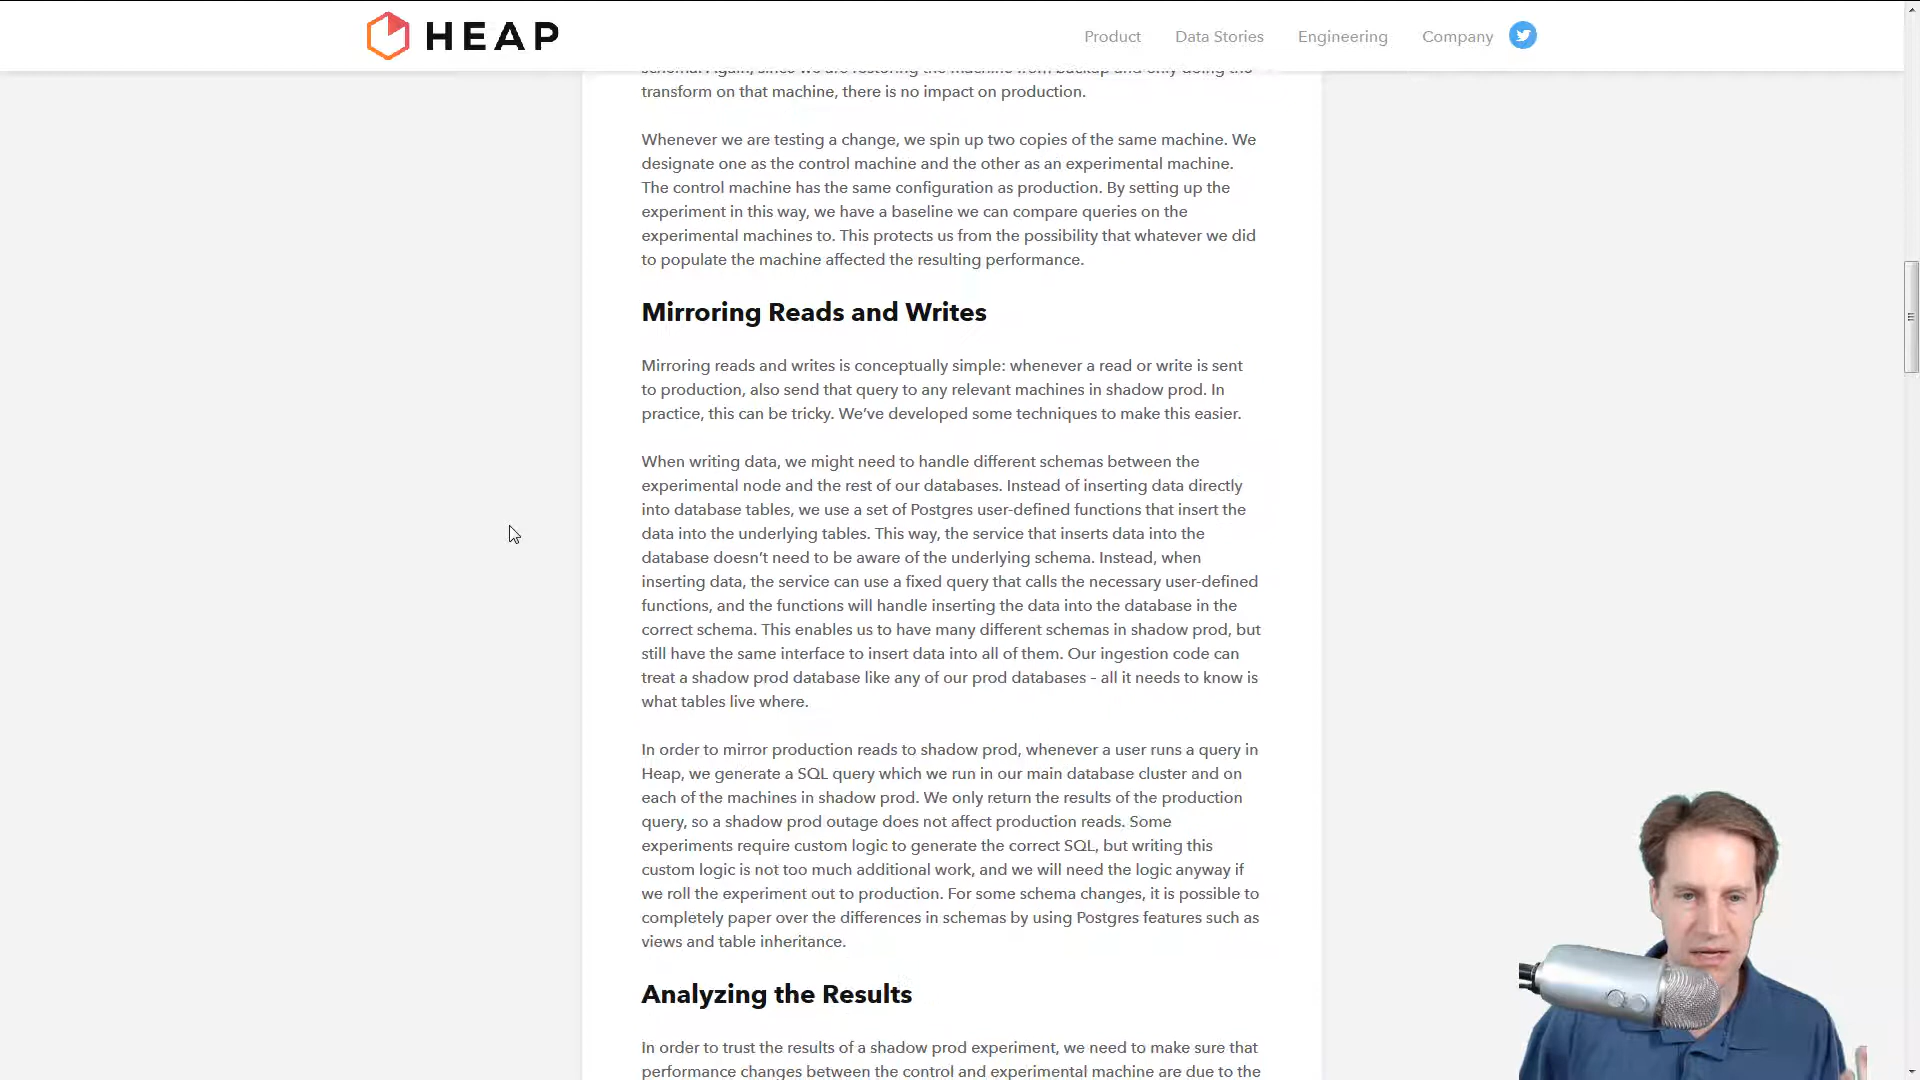 HEAP
Product Data Stories Engineering Company
schema. Again, since we are restoring the machine from backup and only doing the
transform on that machine, there is no impact on production.
Whenever we are testing a change, we spin up two copies of the same machine. We
designate one as the control machine and the other as an experimental machine.
The control machine has the same configuration as production. By setting up the
experiment in this way, we have a baseline we can compare queries on the
experimental machines to. This protects us from the possibility that whatever we did
to populate the machine affected the resulting performance.
Mirroring Reads and Writes
Mirroring reads and writes is conceptually simple: whenever a read or write is sent
to production, also send that query to any relevant machines in shadow prod. In
practice, this can be tricky. We’ve developed some techniques to make this easier.
When writing data, we might need to handle different schemas between the
experimental node and the rest of our databases. Instead of inserting data directly
into database tables, we use a set of Postgres user-defined functions that insert the
data into the underlying tables. This way, the service that inserts data into the
database doesn’t need to be aware of the underlying schema. Instead, when
inserting data, the service can use a fixed query that calls the necessary user-defined
functions, and the functions will handle inserting the data into the database in the
correct schema. This enables us to have many different schemas in shadow prod, but
still have the same interface to insert data into all of them. Our ingestion code can
treat a shadow prod database like any of our prod databases – all it needs to know is
what tables live where.
In order to mirror production reads to shadow prod, whenever a user runs a query in
Heap, we generate a SQL query which we run in our main database cluster and on
each of the machines in shadow prod. We only return the results of the production
query, so a shadow prod outage does not affect production reads. Some
experiments require custom logic to generate the correct SQL, but writing this
custom logic is not too much additional work, and we will need the logic anyway if
we roll the experiment out to production. For some schema changes, it is possible to
completely paper over the differences in schemas by using Postgres features such as
views and table inheritance.
Analyzing the Results
In order to trust the results of a shadow prod experiment, we need to make sure that
performance changes between the control and experimental machine are due to the